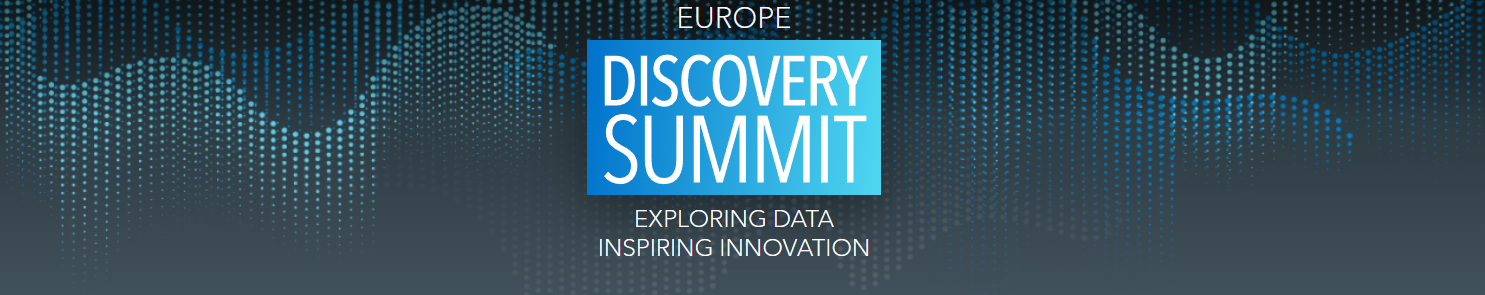 EUROPE
DISCOVERY
SUMMIT
EXPLORING DATA
INSPIRING INNOVATION